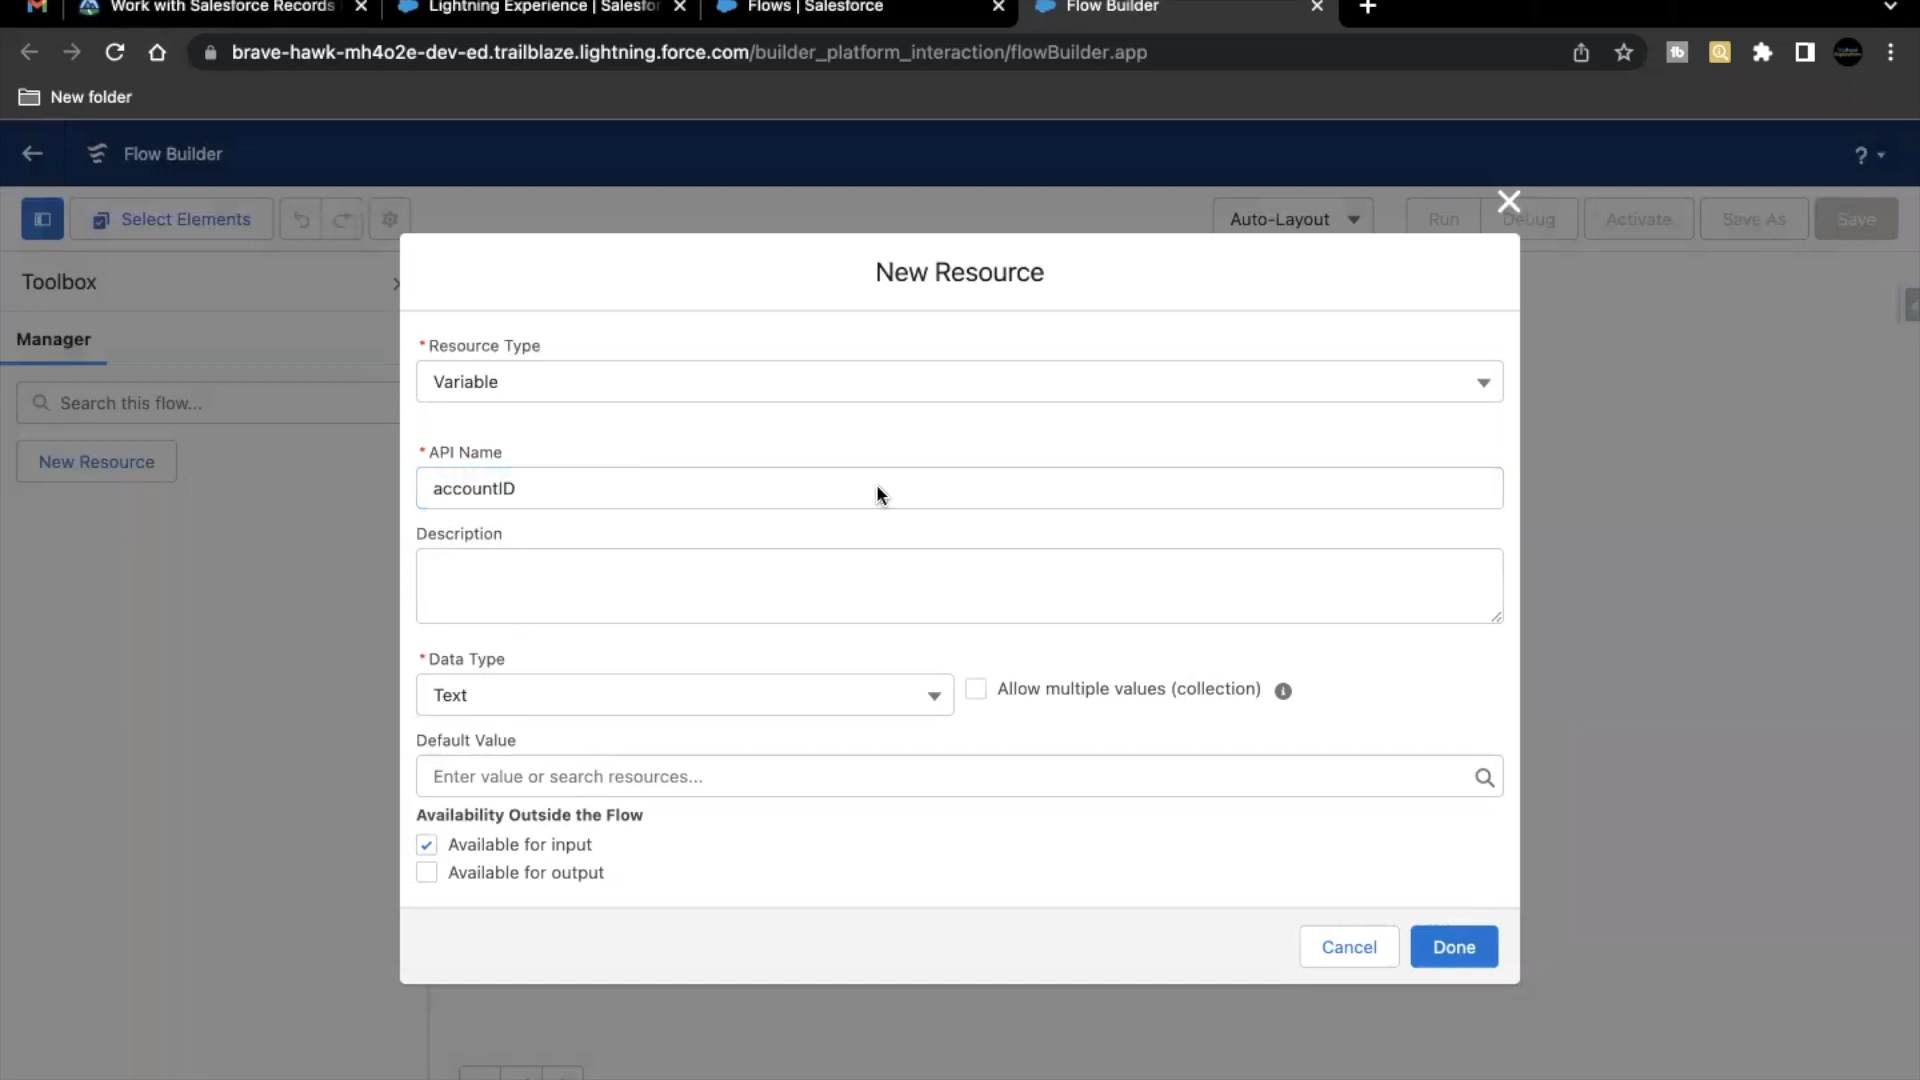 Work with Salesforce Records
Lightning Experience | Salesfor
Flows | Salesforce
Flow Builder
brave-hawk-mh4o2e-dev-ed.trailblaze.lightning.force.com/builder_platform_interaction/flowBuilder.app
New folder
Flow Builder
?
Select Elements
Auto-Layout
Run
Debug
Activate
Save As
Save
Toolbox
Manager
Search this flow...
New Resource
New Resource
* Resource Type
Variable
* API Name
accountID
Description
* Data Type
Text
Allow multiple values (collection)
Default Value
Enter value or search resources...
Availability Outside the Flow
Available for input
Available for output
Cancel
Done